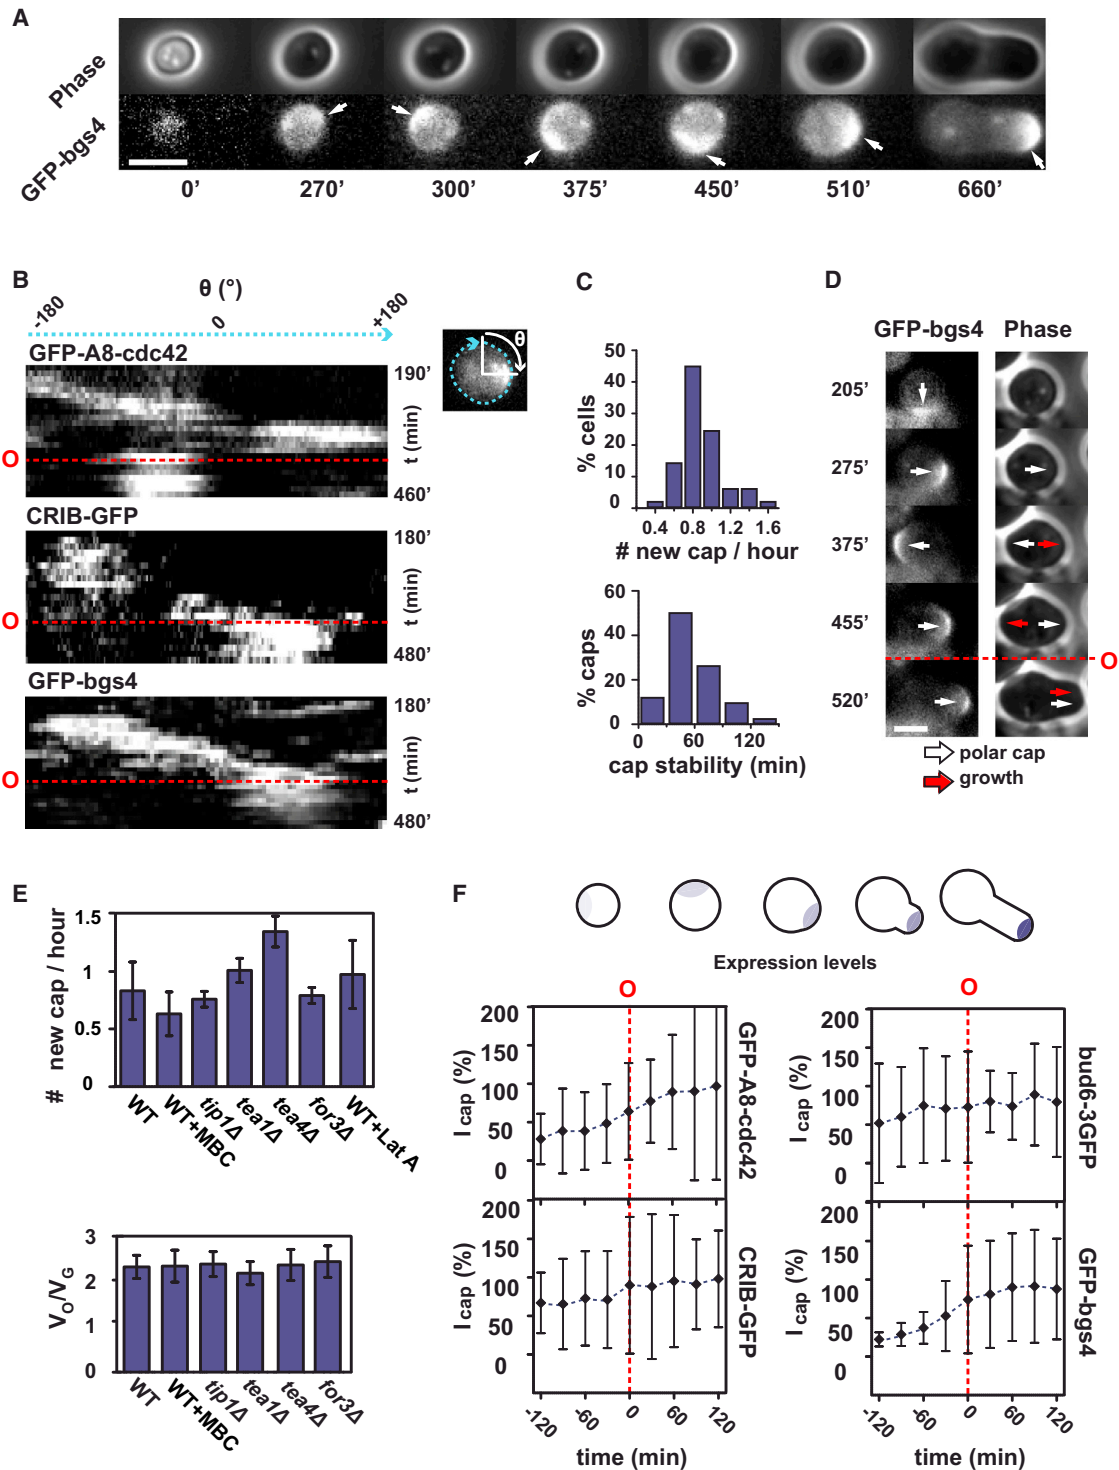 A
Phase
GFP-bgs4
0' 270' 300' 375' 450' 510' 660'
B
θ (°)
-180 0 +180
GFP-A8-cdc42
190'
t (min)
O
460'
θ
CRIB-GFP
180'
t (min)
O
480'
GFP-bgs4
180'
t (min)
O
480'
C
% cells
50
40
30
20
10
0
0.4 0.8 1.2 1.6
# new cap / hour
% caps
60
40
20
0
0 60 120
cap stability (min)
D
GFP-bgs4 Phase
205'
275'
375'
455'
O
520'
polar cap
growth
E
# new cap / hour
1.5
1
0.5
0
WT
WT+MBC
tip1Δ
tea1Δ
tea4Δ
for3Δ
WT+Lat A
VO/VG
3
2
1
0
WT
WT+MBC
tip1Δ
tea1Δ
tea4Δ
for3Δ
F
Expression levels
O O
I cap (%)
200
150
100
50
0
GFP-A8-cdc42
I cap (%)
200
150
100
50
0
bud6-3GFP
I cap (%)
200
150
100
50
0
CRIB-GFP
I cap (%)
200
150
100
50
0
GFP-bgs4
-120 -60 0 60 120
time (min)
-120 -60 0 60 120
time (min)